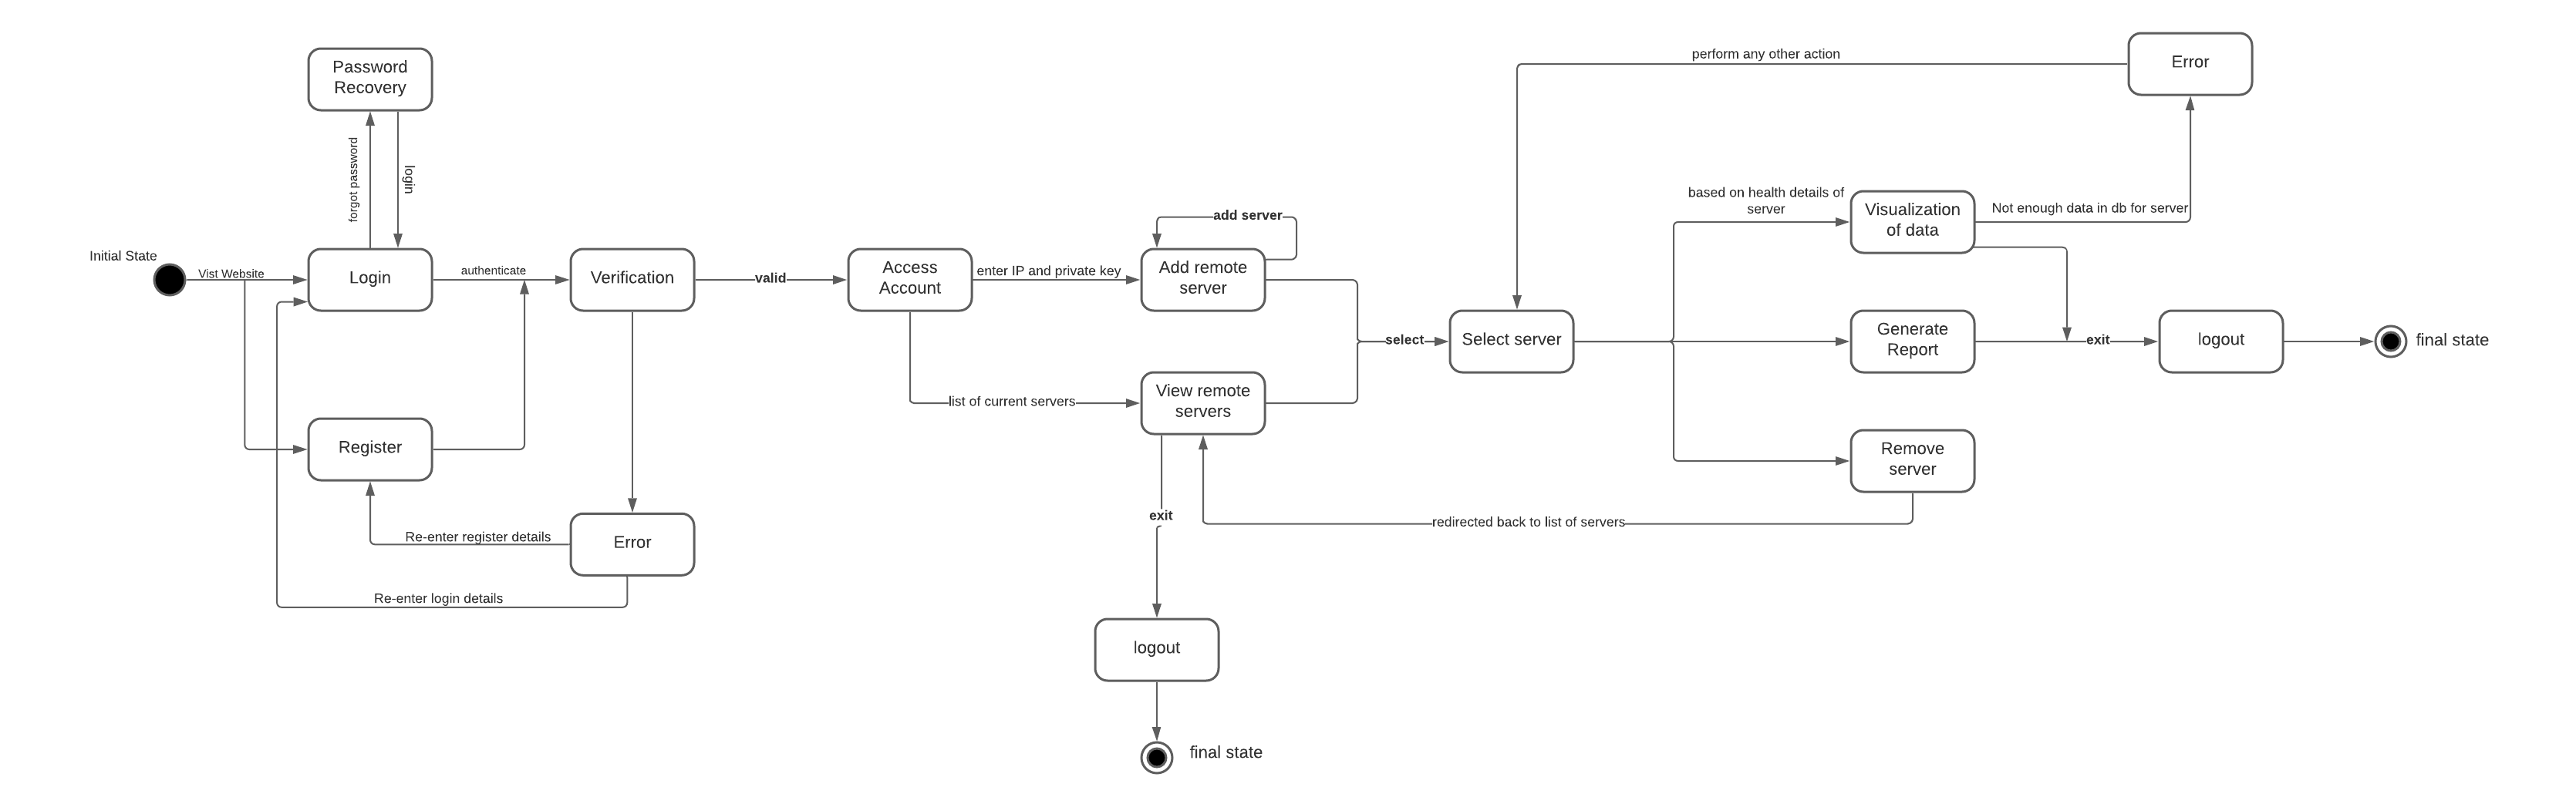 Password
Recovery
forgot password
login
Initial State
Vist Website
Login
authenticate
Verification
valid
Access
Account
enter IP and private key
add server
Add remote
server
list of current servers
View remote
servers
select
Select server
perform any other action
Error
based on health details of
server
Visualization
of data
Not enough data in db for server
Generate
Report
exit
logout
final state
Remove
server
redirected back to list of servers
Register
Re-enter register details
Error
Re-enter login details
exit
logout
final state